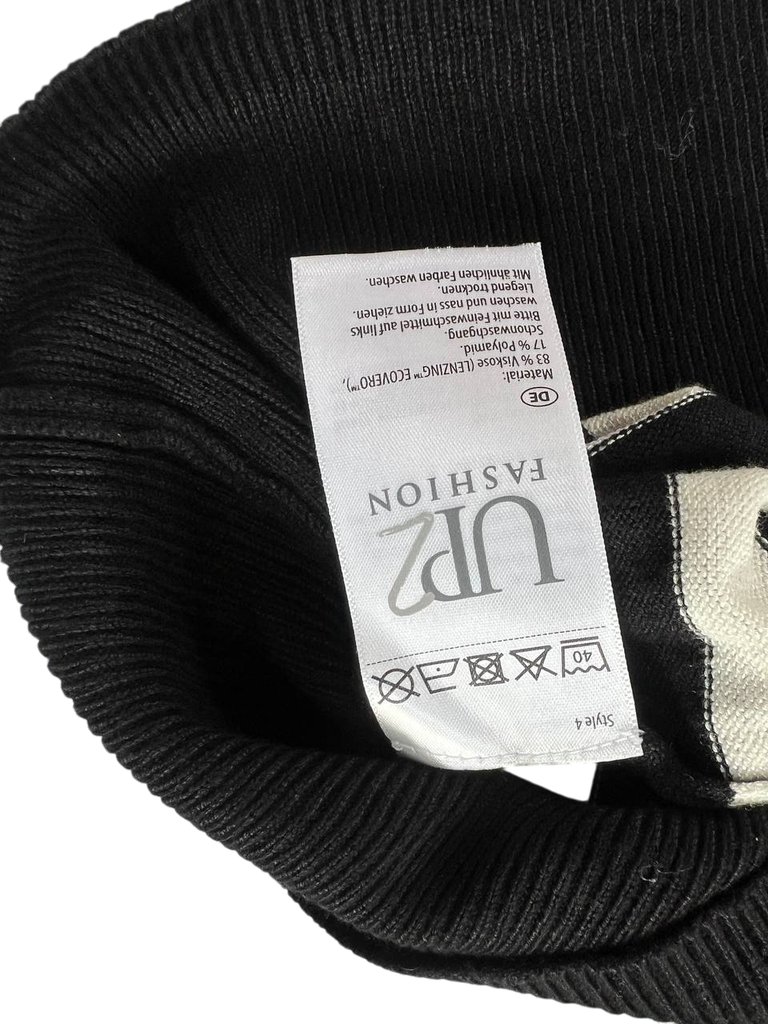 Style 4
40
UP2
FASHION
DE
Material:
83 % Viskose (LENZING™ ECOVERO™),
17 % Polyamid.
Schonwaschgang.
Bitte mit Feinwaschmittel auf links
waschen und nass in Form ziehen.
Liegend trocknen.
Mit ähnlichen Farben waschen.